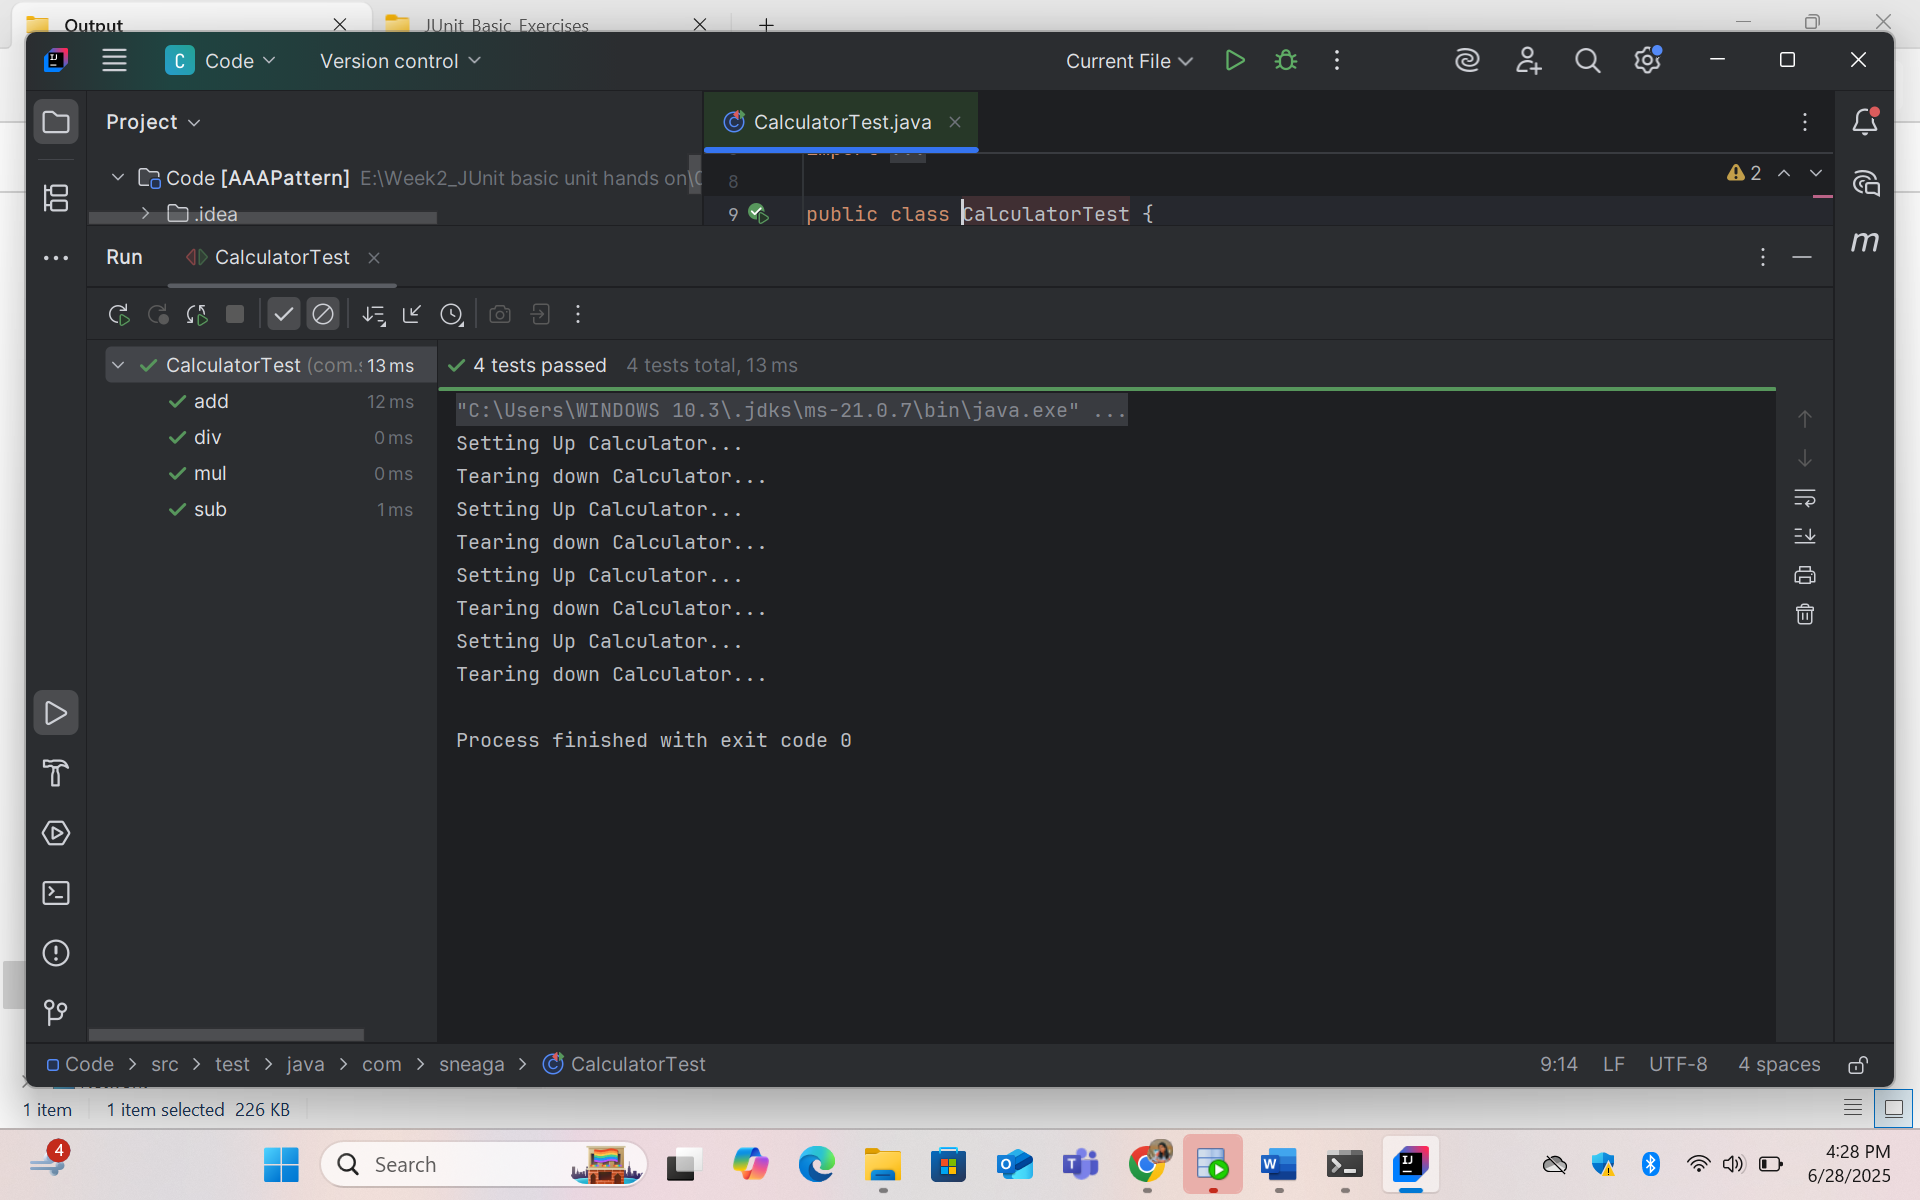 Output
JUnit Basic Exercises
C Code
Version control
Current File
Project
CalculatorTest.java
Code [AAAPattern] E:\Week2_JUnit basic unit hands on\
.idea
8
2
9 public class CalculatorTest {
Run
CalculatorTest
CalculatorTest (com. 13 ms
4 tests passed 4 tests total, 13 ms
add 12 ms
div 0 ms
mul 0 ms
sub 1 ms
"C:\Users\WINDOWS 10.3\.jdks\ms-21.0.7\bin\java.exe" ...
Setting Up Calculator...
Tearing down Calculator...
Setting Up Calculator...
Tearing down Calculator...
Setting Up Calculator...
Tearing down Calculator...
Setting Up Calculator...
Tearing down Calculator...
Process finished with exit code 0
m
Code > src > test > java > com > sneaga > CalculatorTest
9:14 LF UTF-8 4 spaces
1 item 1 item selected 226 KB
4
Search
4:28 PM
6/28/2025